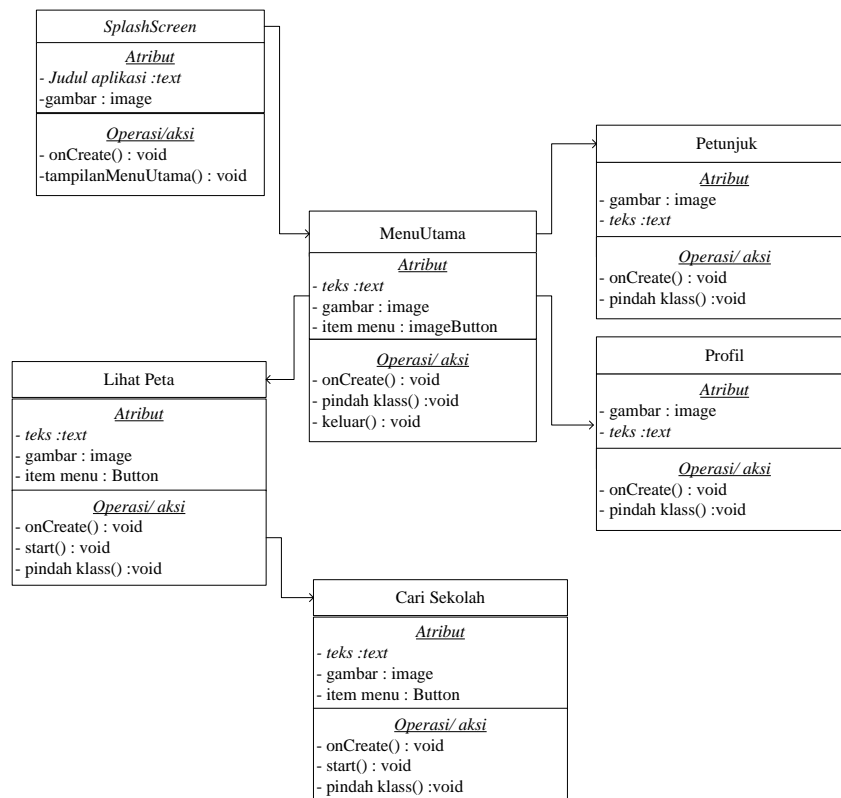 SplashScreen
Atribut
- Judul aplikasi :text
-gambar : image
Operasi/aksi
- onCreate() : void
-tampilanMenuUtama() : void
MenuUtama
Atribut
- teks :text
- gambar : image
- item menu : imageButton
Operasi/ aksi
- onCreate() : void
- pindah klass() :void
- keluar() : void
Petunjuk
Atribut
- gambar : image
- teks :text
Operasi/ aksi
- onCreate() : void
- pindah klass() :void
Profil
Atribut
- gambar : image
- teks :text
Operasi/ aksi
- onCreate() : void
- pindah klass() :void
Lihat Peta
Atribut
- teks :text
- gambar : image
- item menu : Button
Operasi/ aksi
- onCreate() : void
- start() : void
- pindah klass() :void
Cari Sekolah
Atribut
- teks :text
- gambar : image
- item menu : Button
Operasi/ aksi
- onCreate() : void
- start() : void
- pindah klass() :void